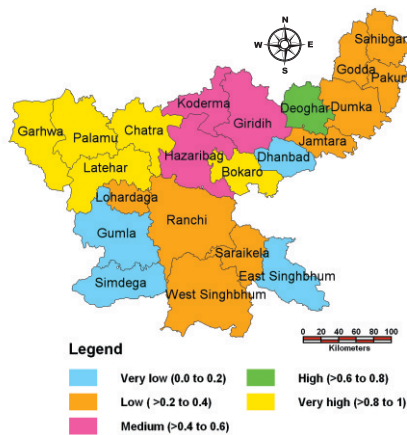 N
W E
S
Sahibganj
Godda
Pakur
Koderma
Deoghar
Dumka
Giridih
Garhwa
Palamu
Chatra
Jamtara
Hazaribag
Dhanbad
Latehar
Bokaro
Lohardaga
Ranchi
Gumla
Saraikela
East Singhbhum
Simdega
West Singhbhum
0 20 40 60 80 100
Kilometers
Legend
Very low (0.0 to 0.2)
High (>0.6 to 0.8)
Low ( >0.2 to 0.4)
Very high (>0.8 to 1)
Medium (>0.4 to 0.6)